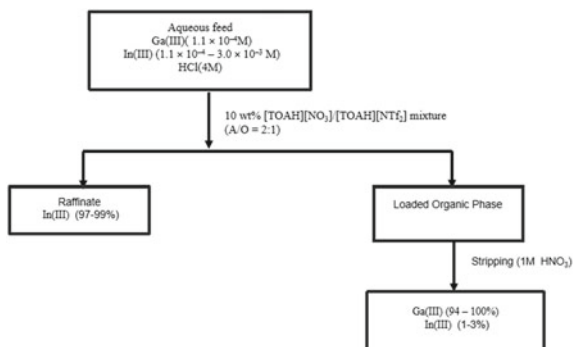 Aqueous feed
Ga(III)( 1.1 × 10⁻⁴M)
In(III) (1.1 × 10⁻⁴ – 3.0 × 10⁻³ M)
HCl(4M)
10 wt% [TOAH][NO₃]/[TOAH][NTf₂] mixture
(A/O = 2:1)
Raffinate
In(III) (97-99%)
Loaded Organic Phase
Stripping (1M HNO₃)
Ga(III) (94 – 100%)
In(III) (1-3%)